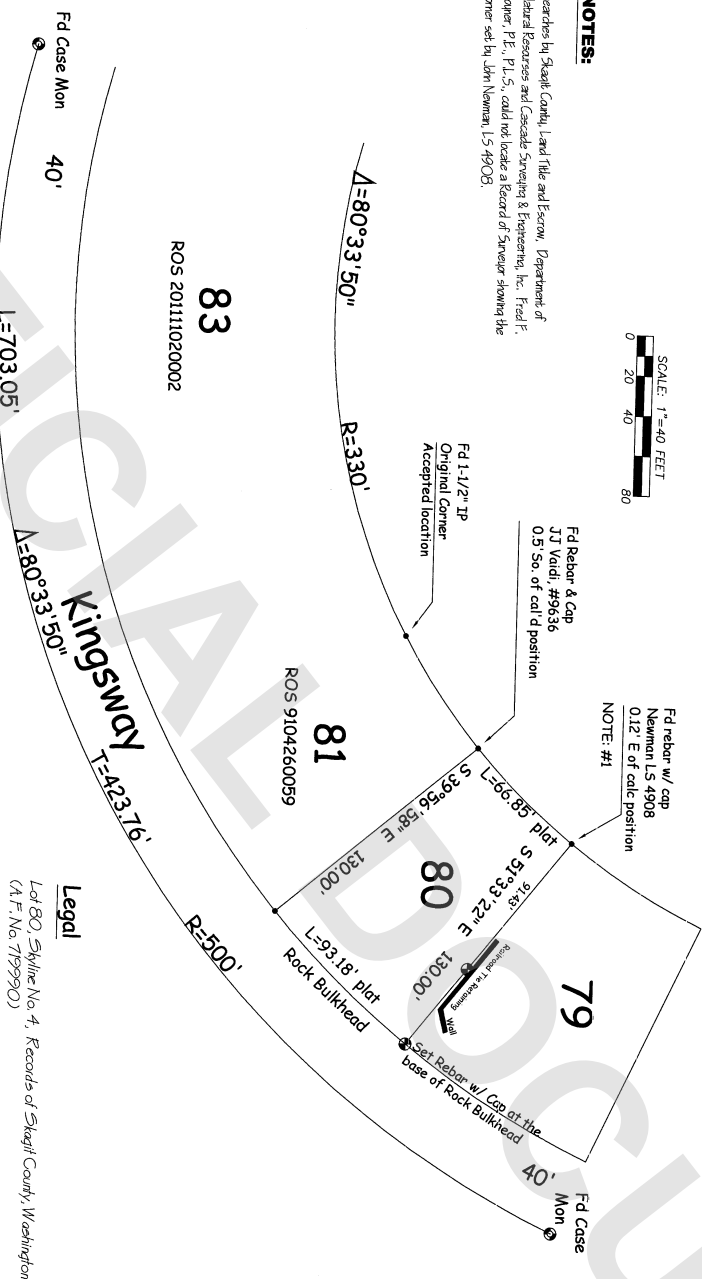 NOTES:
Searches by Skagit County, Land Title and Escrow, Department of
Natural Resourses and Cascade Surveying & Engineering, Inc. Fred F.
P.E., P.L.S., could not locate a Record of Surveyor showing the
corner set by John Newman, LS 4908.
SCALE: 1"=40 FEET
0 20 40 80
Fd Case Mon
40'
Δ=80°33'50"
R=330'
83
ROS 201111020002
Fd 1-1/2" IP
Original Corner
Accepted location
Fd Rebar & Cap
JJ Vaidi, #9636
0.5' So. of cal'd position
Fd rebar w/ cap
Newman LS 4908
0.12' E of calc position
NOTE: #1
L=703.05'
Δ=80°33'50"
Kingsway
T=423.76'
R=500'
81
ROS 9104260059
S 39°56'58" E
130.00'
L=66.85' plat
80
S 51°33'22" E
91.43'
130.00'
L=93.18' plat
Rock Bulkhead
Railroad Tie Retaining
Wall
79
Set Rebar w/ Cap at the
base of Rock Bulkhead
40'
Fd Case
Mon
Legal
Lot 80, Skyline No. 4, Records of Skagit County, Washington
(A.F. No. 719990)
CIAL DOCU